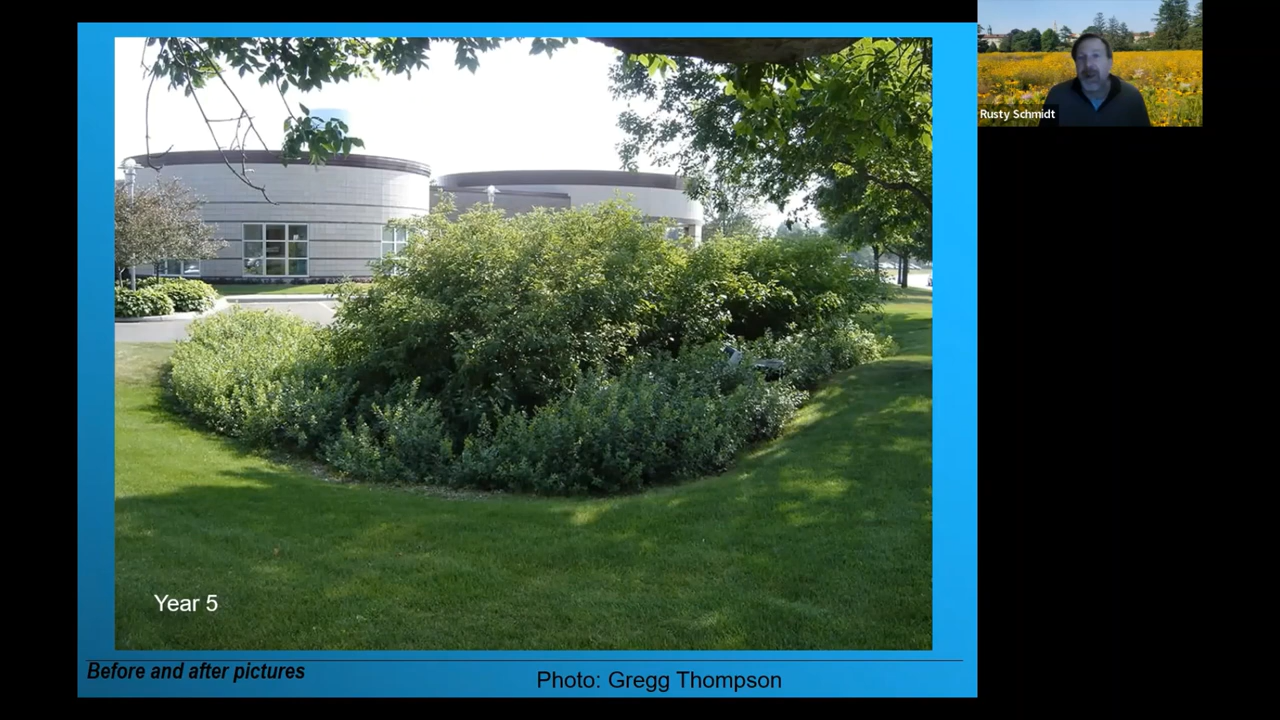 Rusty Schmidt
Year 5
Before and after pictures
Photo: Gregg Thompson